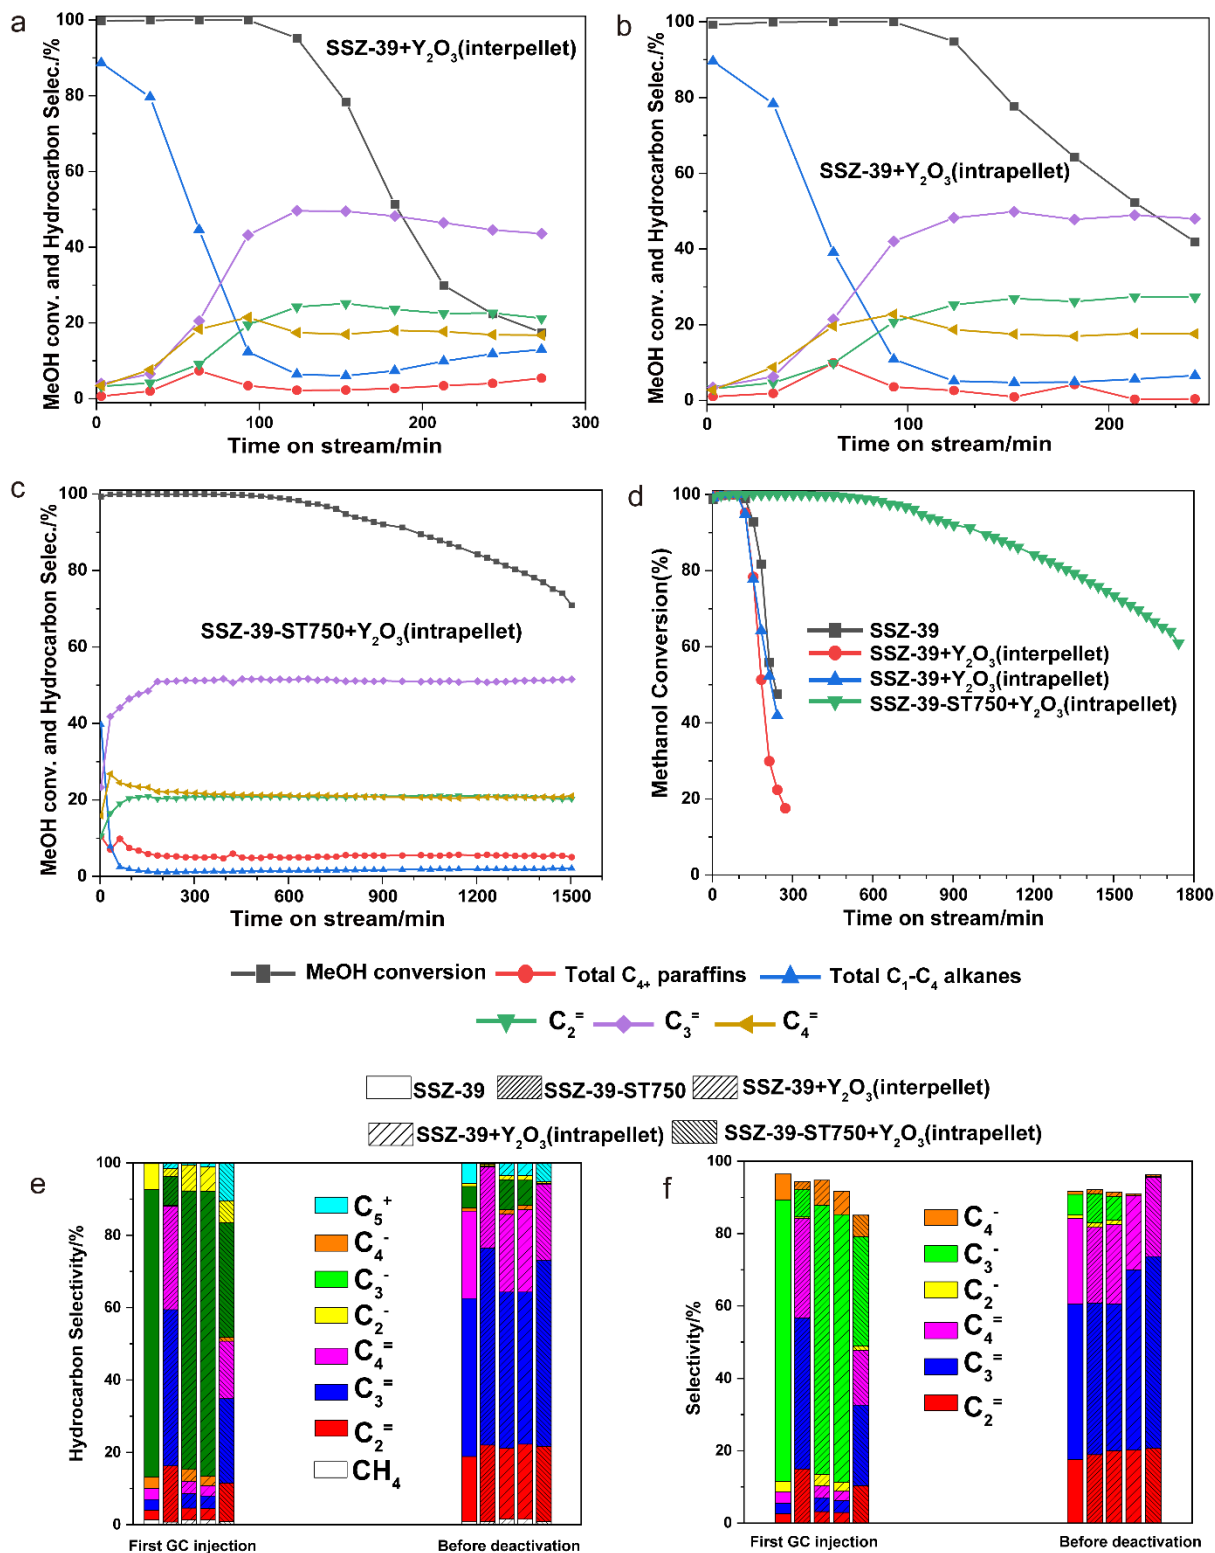 a
MeOH conv. and Hydrocarbon Selec./%
100
80
60
40
20
0
SSZ-39+Y₂O₃(interpellet)
0 100 200 300
Time on stream/min
b
MeOH conv. and Hydrocarbon Selec./%
100
80
60
40
20
0
SSZ-39+Y₂O₃(intrapellet)
0 100 200
Time on stream/min
c
MeOH conv. and Hydrocarbon Selec./%
100
80
60
40
20
0
SSZ-39-ST750+Y₂O₃(intrapellet)
0 300 600 900 1200 1500
Time on stream/min
d
Methanol Conversion(%)
100
80
60
40
20
0
SSZ-39
SSZ-39+Y₂O₃(interpellet)
SSZ-39+Y₂O₃(intrapellet)
SSZ-39-ST750+Y₂O₃(intrapellet)
0 300 600 900 1200 1500 1800
Time on stream/min
MeOH conversion Total C₄₊ paraffins Total C₁-C₄ alkanes
C₂⁼ C₃⁼ C₄⁼
SSZ-39 SSZ-39-ST750 SSZ-39+Y₂O₃(interpellet)
SSZ-39+Y₂O₃(intrapellet) SSZ-39-ST750+Y₂O₃(intrapellet)
e
Hydrocarbon Selectivity/%
100
80
60
40
20
0
C₅⁺
C₄⁻
C₃⁻
C₂⁻
C₄⁼
C₃⁼
C₂⁼
CH₄
First GC injection Before deactivation
f
Selectivity/%
100
80
60
40
20
0
C₄⁻
C₃⁻
C₂⁻
C₄⁼
C₃⁼
C₂⁼
First GC injection Before deactivation